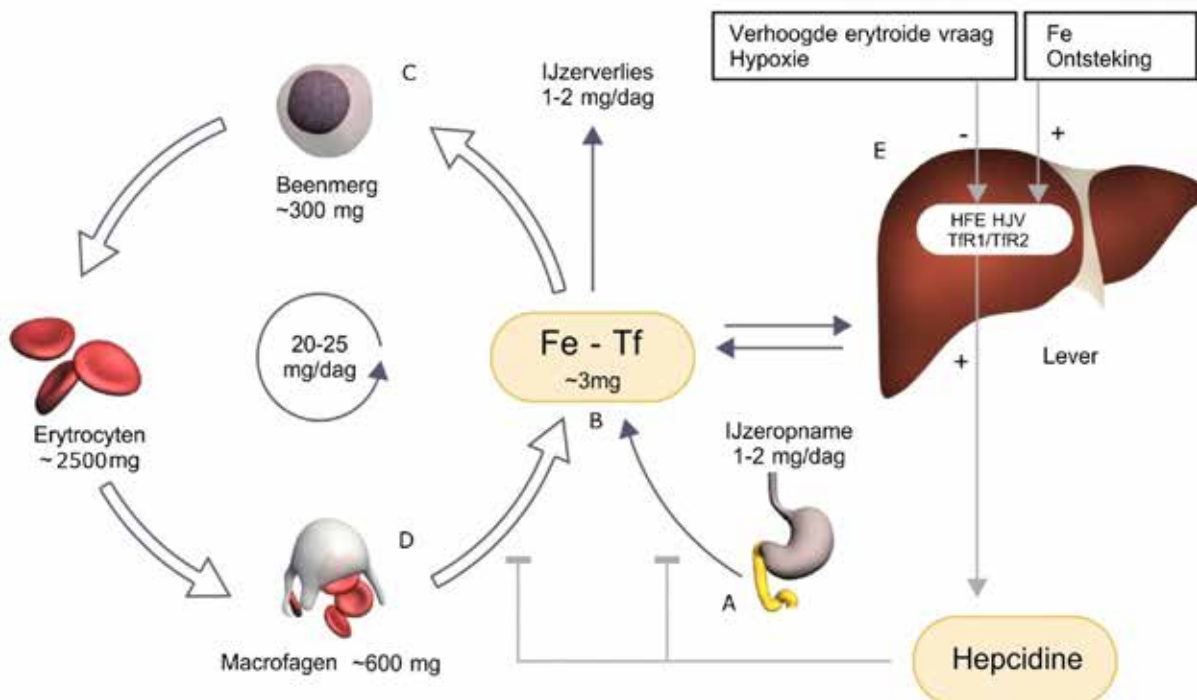 Verhoogde erytroide vraag
Hypoxie
Fe
Ontsteking
C
IJzerverlies
1-2 mg/dag
-
+
E
Beenmerg
~300 mg
HFE HJV
TfR1/TfR2
20-25
mg/dag
Fe - Tf
~3mg
B
+
Lever
Erytrocyten
~2500mg
IJzeropname
1-2 mg/dag
D
A
Macrofagen ~600 mg
Hepcidine